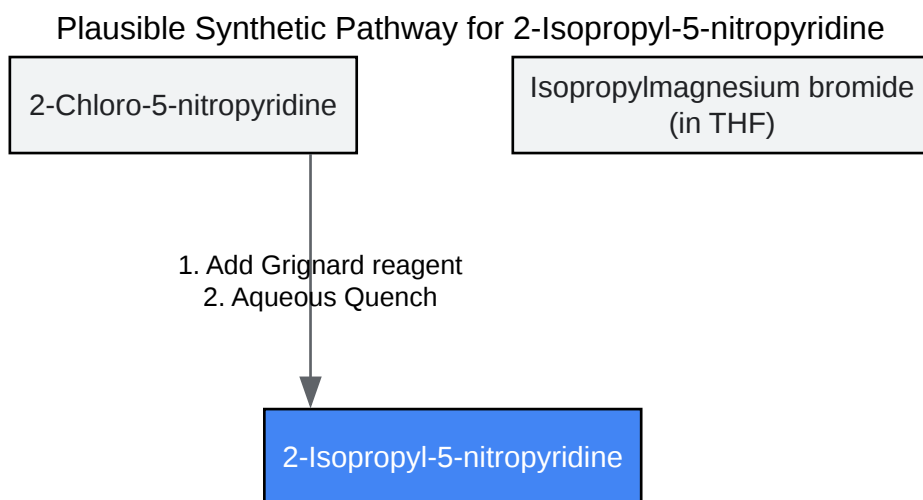 Plausible Synthetic Pathway for 2-Isopropyl-5-nitropyridine
2-Chloro-5-nitropyridine
Isopropylmagnesium bromide
(in THF)
1. Add Grignard reagent
2. Aqueous Quench
2-Isopropyl-5-nitropyridine